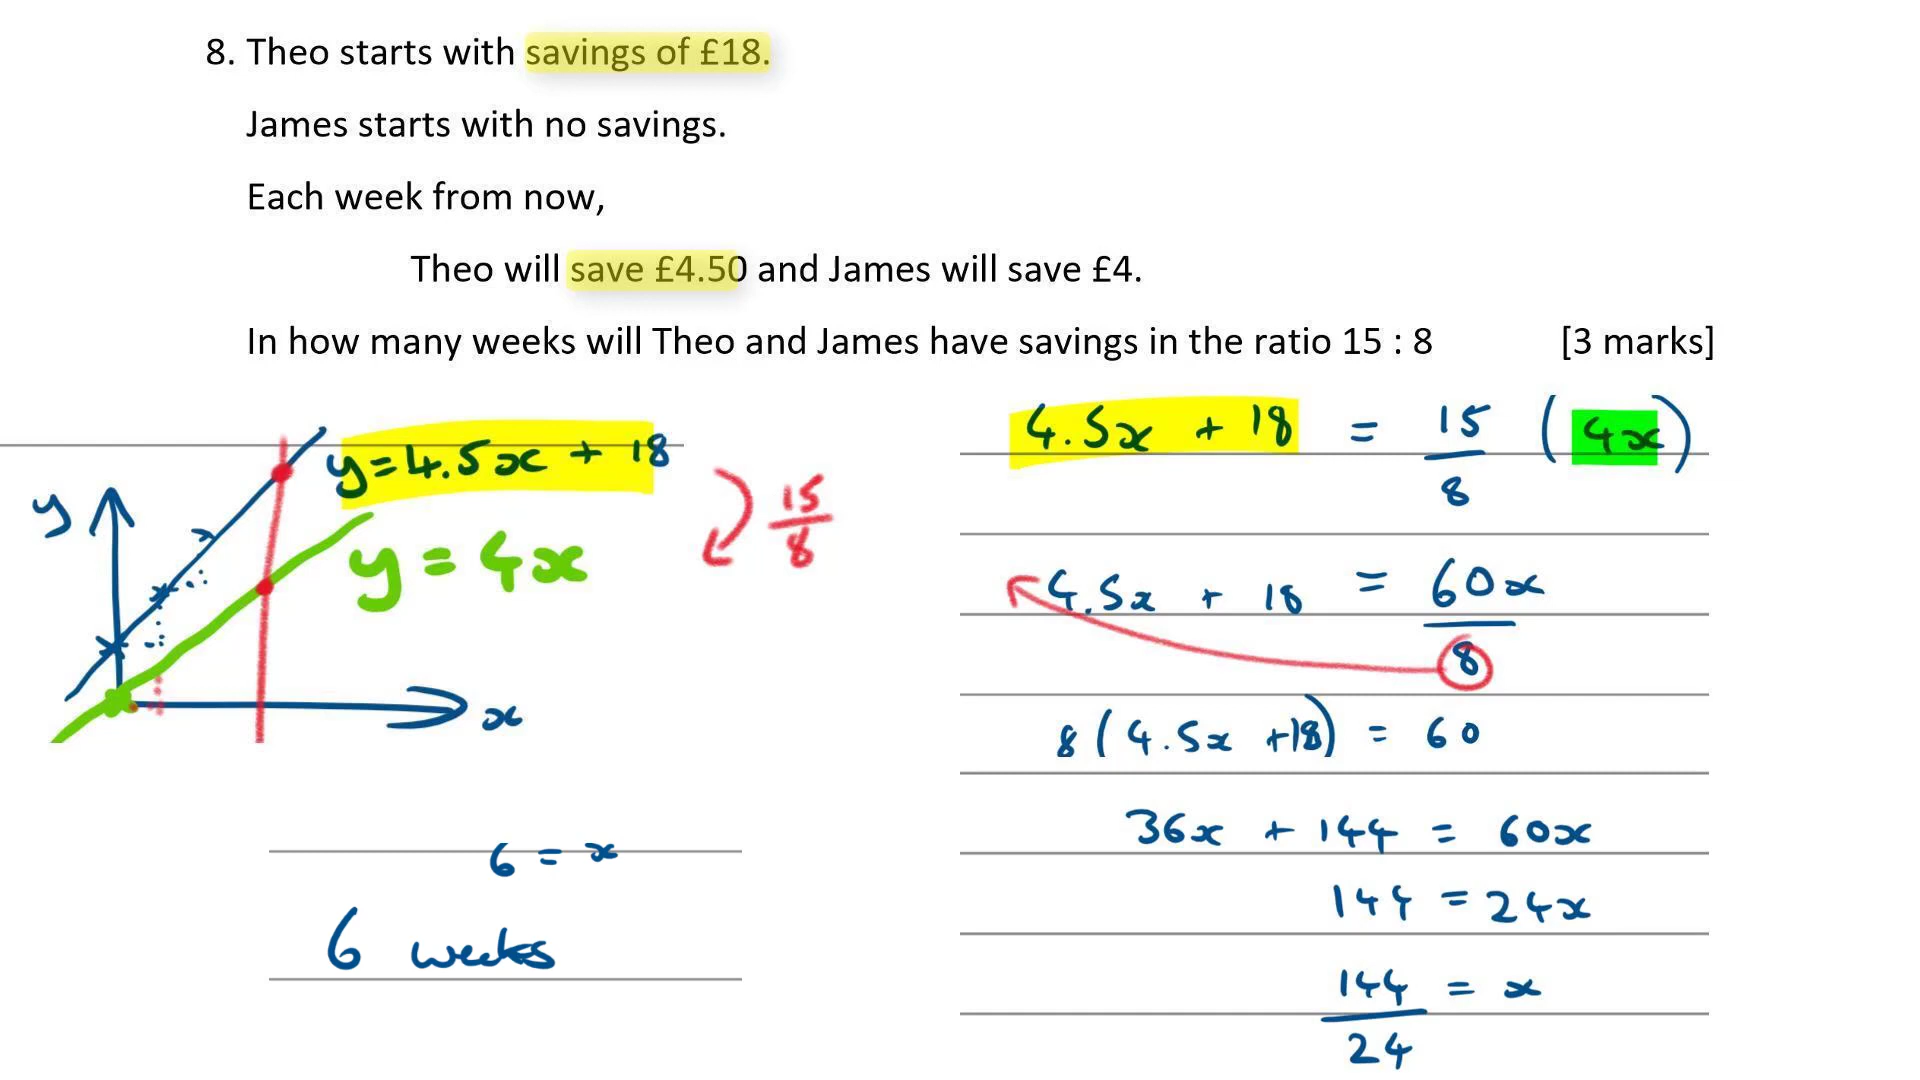 8. Theo starts with savings of £18.
James starts with no savings.
Each week from now,
Theo will save £4.50 and James will save £4.
In how many weeks will Theo and James have savings in the ratio 15 : 8 [3 marks]
y
y=4.5x + 18
y = 4x
15
8
x
6 = x
6 weeks
4.5x + 18 = 15/8 (4x)
4.5x + 18 = 60x/8
8(4.5x +18) = 60
36x + 144 = 60x
144 = 24x
144/24 = x